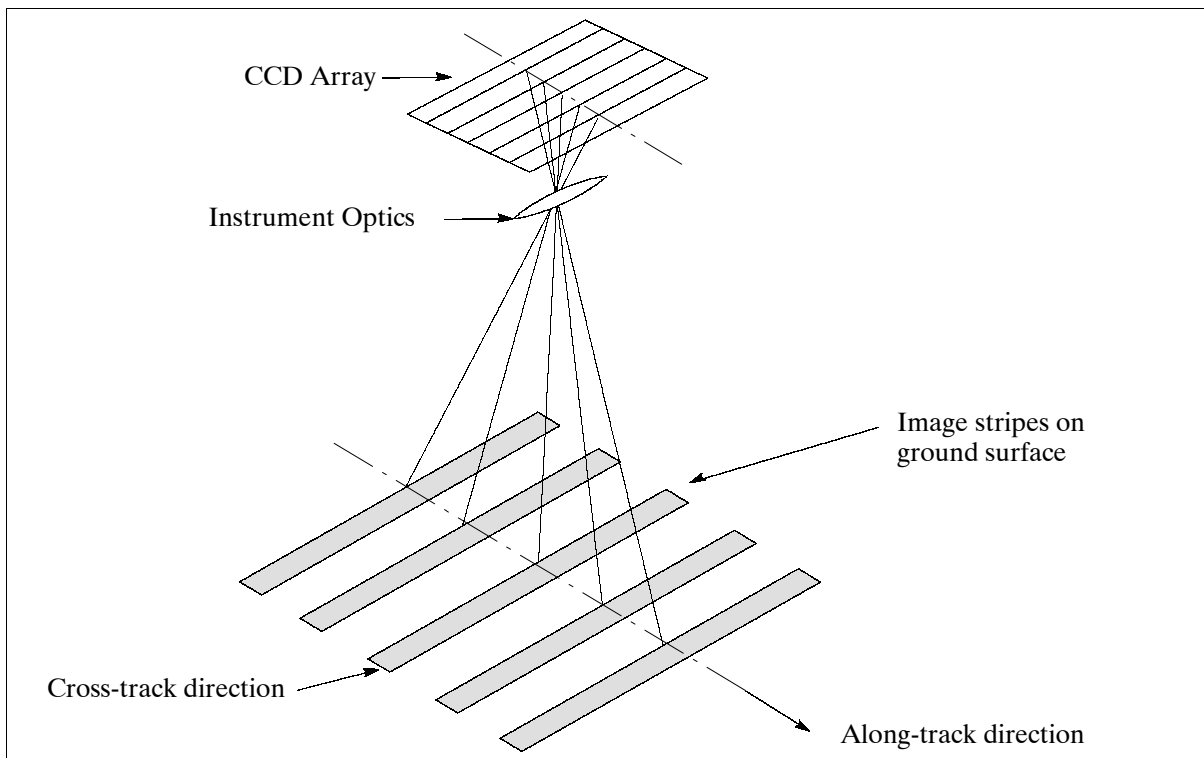 CCD Array
Instrument Optics
Image stripes on
ground surface
Cross-track direction
Along-track direction